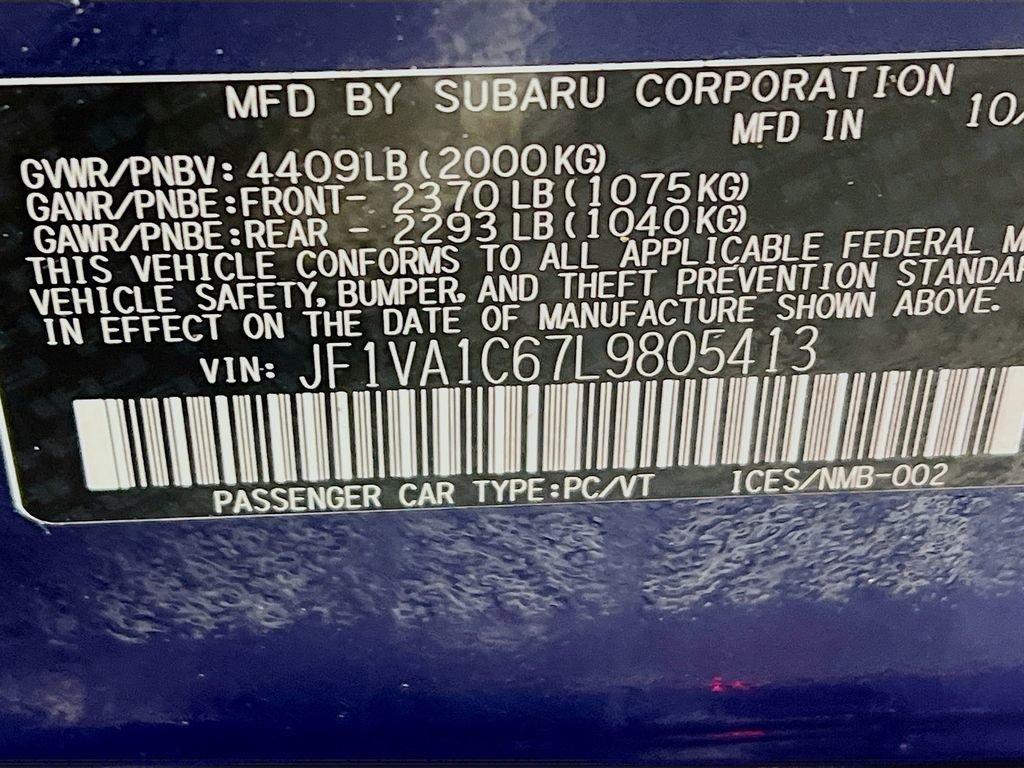 MFD BY SUBARU CORPORATION
MFD IN 10/
GVWR/PNBV: 4409LB (2000KG)
GAWR/PNBE:FRONT- 2370 LB (1075KG)
GAWR/PNBE:REAR - 2293 LB (1040KG)
THIS VEHICLE CONFORMS TO ALL APPLICABLE FEDERAL M
VEHICLE SAFETY, BUMPER, AND THEFT PREVENTION STANDAR
IN EFFECT ON THE DATE OF MANUFACTURE SHOWN ABOVE.
VIN: JF1VA1C67L9805413
PASSENGER CAR TYPE:PC/VT ICES/NMB-002